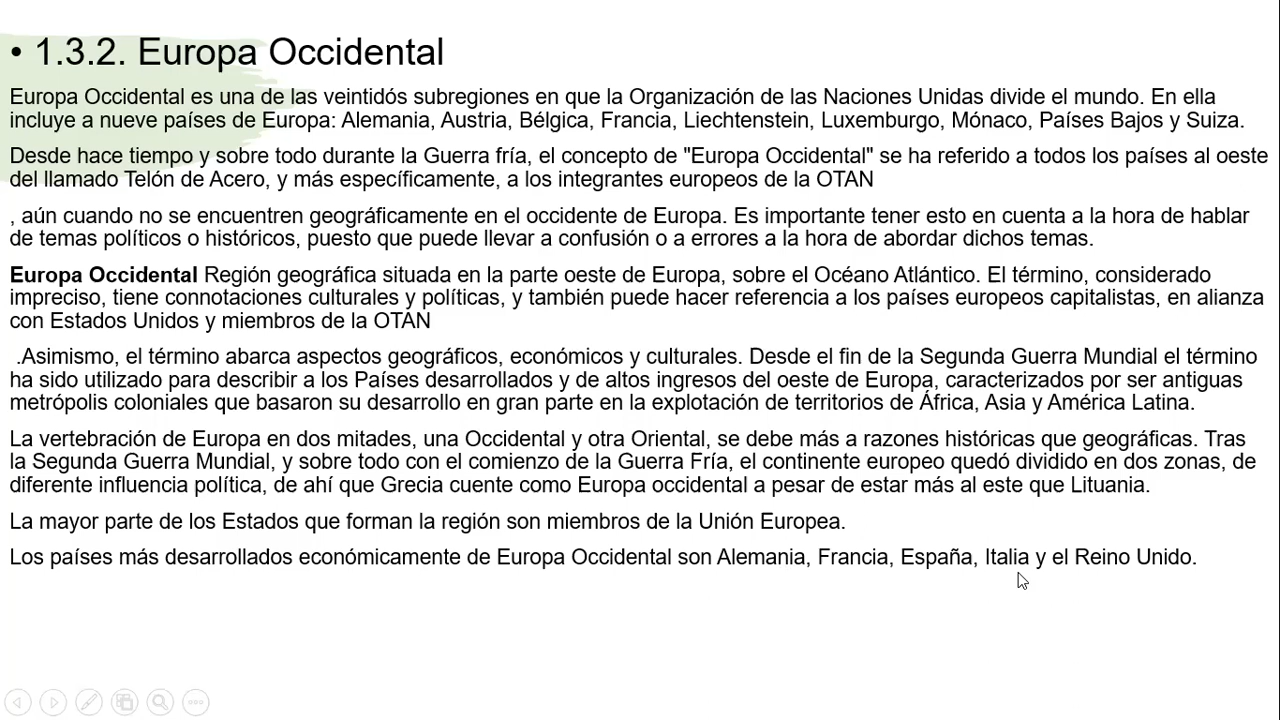 • 1.3.2. Europa Occidental
Europa Occidental es una de las veintidós subregiones en que la Organización de las Naciones Unidas divide el mundo. En ella
incluye a nueve países de Europa: Alemania, Austria, Bélgica, Francia, Liechtenstein, Luxemburgo, Mónaco, Países Bajos y Suiza.
Desde hace tiempo y sobre todo durante la Guerra fría, el concepto de "Europa Occidental" se ha referido a todos los países al oeste
del llamado Telón de Acero, y más específicamente, a los integrantes europeos de la OTAN
, aún cuando no se encuentren geográficamente en el occidente de Europa. Es importante tener esto en cuenta a la hora de hablar
de temas políticos o históricos, puesto que puede llevar a confusión o a errores a la hora de abordar dichos temas.
Europa Occidental Región geográfica situada en la parte oeste de Europa, sobre el Océano Atlántico. El término, considerado
impreciso, tiene connotaciones culturales y políticas, y también puede hacer referencia a los países europeos capitalistas, en alianza
con Estados Unidos y miembros de la OTAN
.Asimismo, el término abarca aspectos geográficos, económicos y culturales. Desde el fin de la Segunda Guerra Mundial el término
ha sido utilizado para describir a los Países desarrollados y de altos ingresos del oeste de Europa, caracterizados por ser antiguas
metrópolis coloniales que basaron su desarrollo en gran parte en la explotación de territorios de África, Asia y América Latina.
La vertebración de Europa en dos mitades, una Occidental y otra Oriental, se debe más a razones históricas que geográficas. Tras
la Segunda Guerra Mundial, y sobre todo con el comienzo de la Guerra Fría, el continente europeo quedó dividido en dos zonas, de
diferente influencia política, de ahí que Grecia cuente como Europa occidental a pesar de estar más al este que Lituania.
La mayor parte de los Estados que forman la región son miembros de la Unión Europea.
Los países más desarrollados económicamente de Europa Occidental son Alemania, Francia, España, Italia y el Reino Unido.